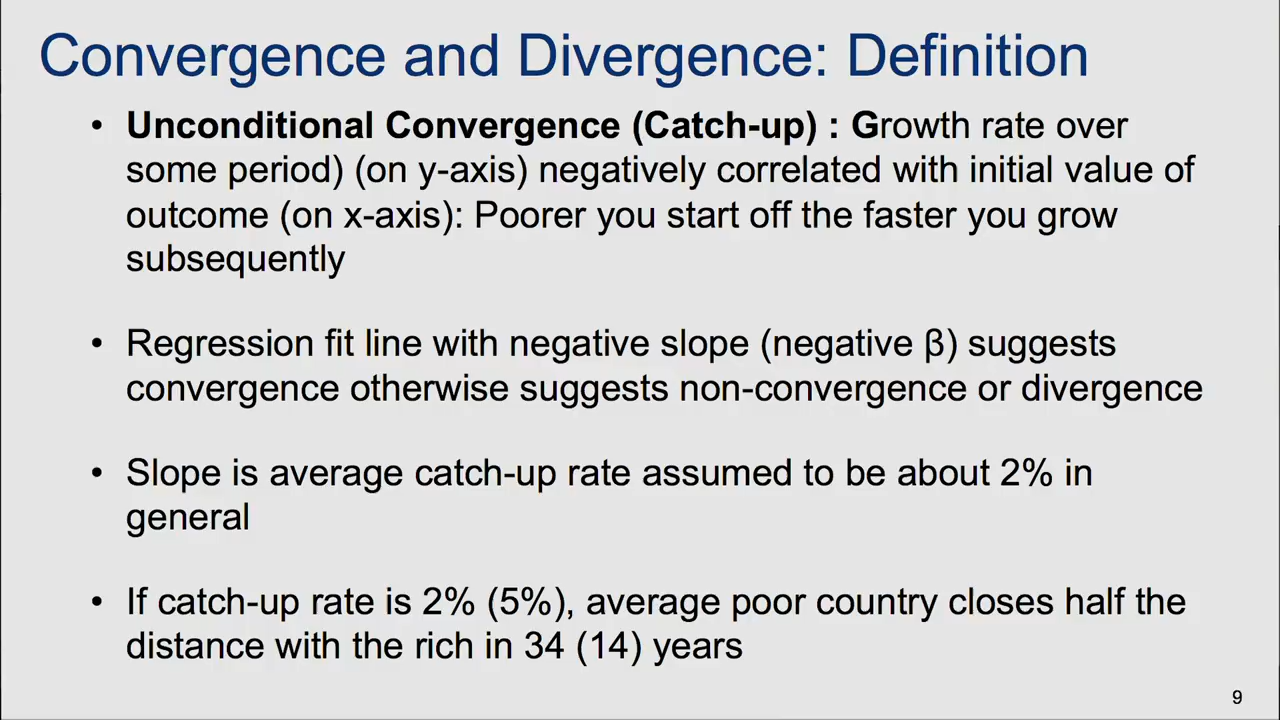 Convergence and Divergence: Definition
• Unconditional Convergence (Catch-up) : Growth rate over
some period) (on y-axis) negatively correlated with initial value of
outcome (on x-axis): Poorer you start off the faster you grow
subsequently
• Regression fit line with negative slope (negative β) suggests
convergence otherwise suggests non-convergence or divergence
• Slope is average catch-up rate assumed to be about 2% in
general
• If catch-up rate is 2% (5%), average poor country closes half the
distance with the rich in 34 (14) years
9